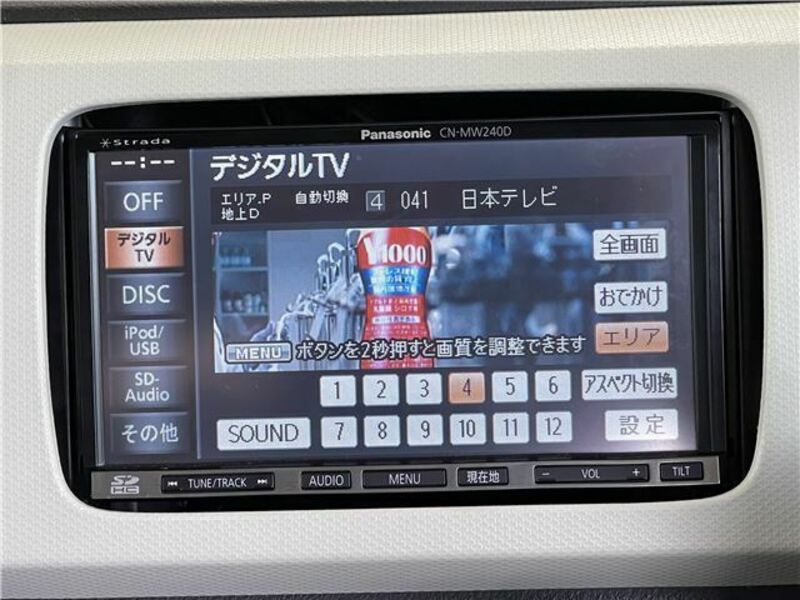 Strada
Panasonic CN-MW240D
--:--
デジタルTV
OFF
エリア.P 自動切換 4 041 日本テレビ
地上D
デジタル
TV
Y1000
全画面
DISC
おでかけ
iPod/
USB
エリア
MENU ボタンを2秒押すと画質を調整できます
SD-
Audio
1 2 3 4 5 6 アスペクト切換
その他
SOUND 7 8 9 10 11 12 設定
SD HC
TUNE/TRACK AUDIO MENU 現在地 − VOL + TILT